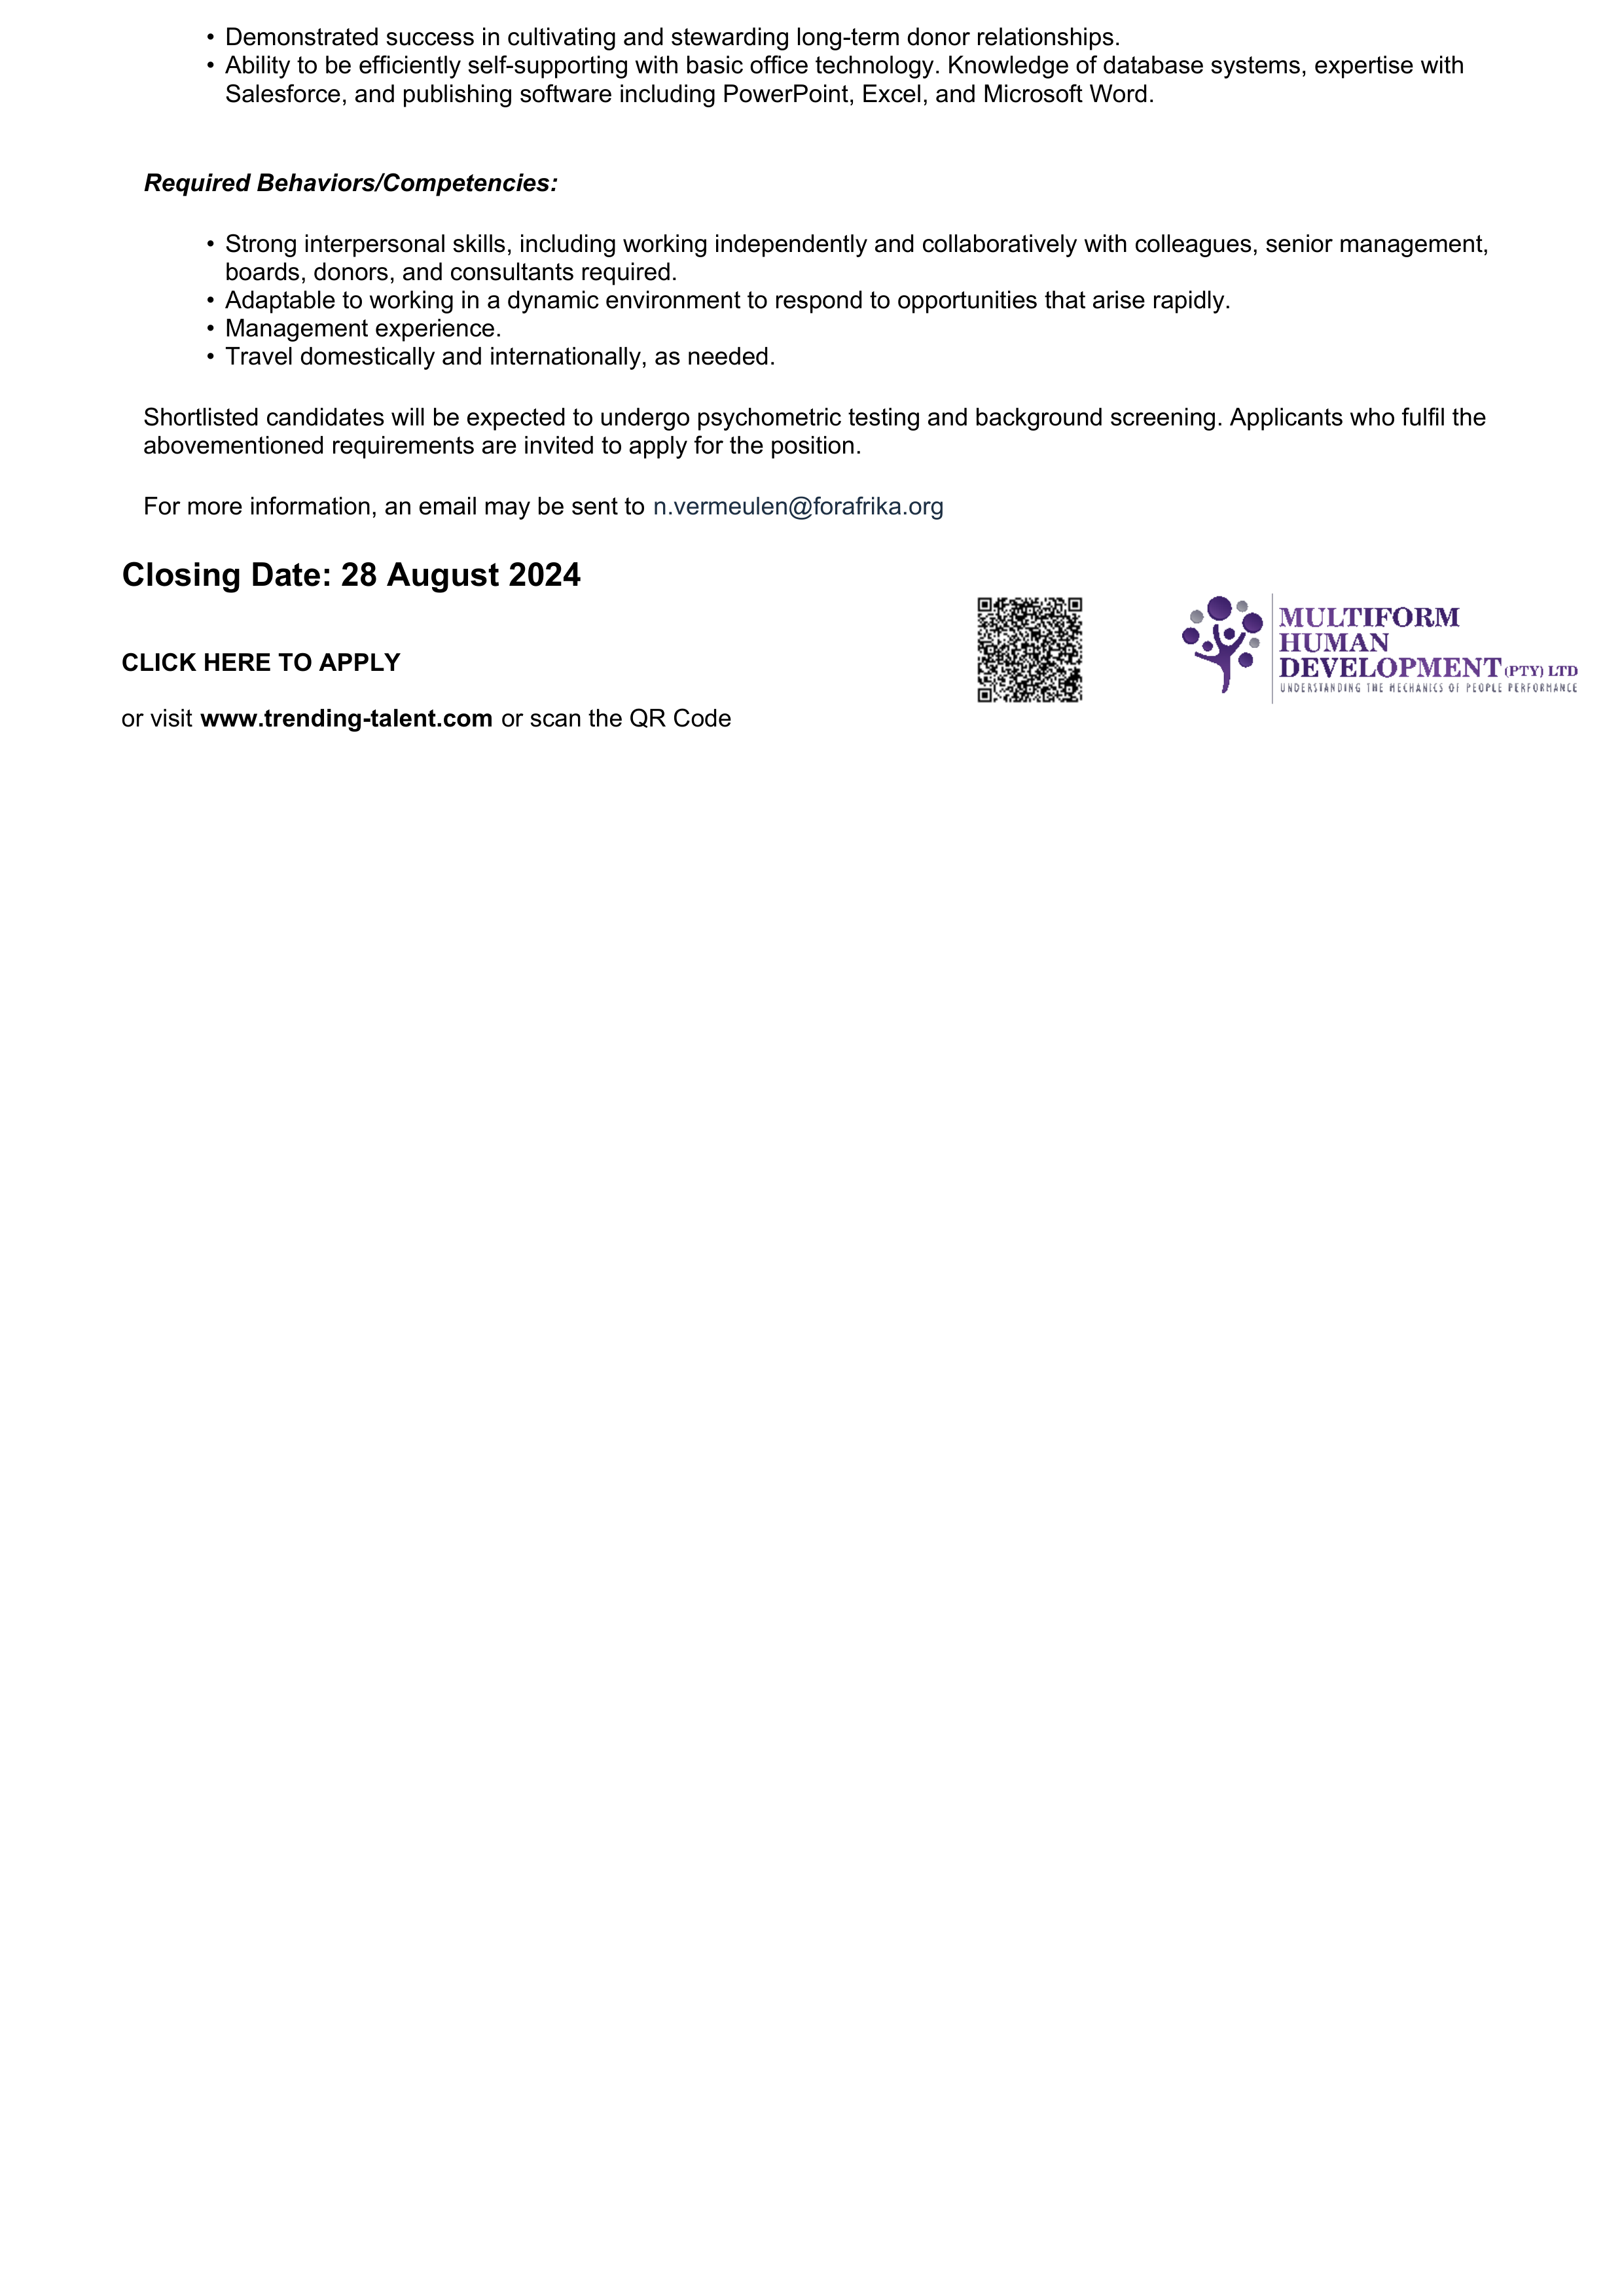 • Demonstrated success in cultivating and stewarding long-term donor relationships.
• Ability to be efficiently self-supporting with basic office technology. Knowledge of database systems, expertise with
Salesforce, and publishing software including PowerPoint, Excel, and Microsoft Word.
Required Behaviors/Competencies:
• Strong interpersonal skills, including working independently and collaboratively with colleagues, senior management,
boards, donors, and consultants required.
• Adaptable to working in a dynamic environment to respond to opportunities that arise rapidly.
• Management experience.
• Travel domestically and internationally, as needed.
Shortlisted candidates will be expected to undergo psychometric testing and background screening. Applicants who fulfil the
abovementioned requirements are invited to apply for the position.
For more information, an email may be sent to n.vermeulen@forafrika.org
Closing Date: 28 August 2024
CLICK HERE TO APPLY
or visit www.trending-talent.com or scan the QR Code
MULTIFORM
HUMAN
DEVELOPMENT (PTY) LTD
UNDERSTANDING THE MECHANICS OF PEOPLE PERFORMANCE